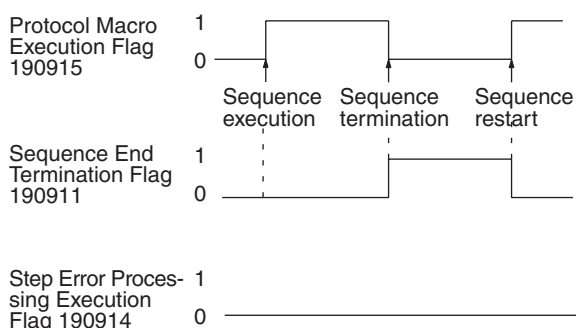 Protocol Macro
Execution Flag
190915
1
0
Sequence execution
Sequence termination
Sequence restart
Sequence End
Termination Flag
190911
1
0
Step Error Proces-
sing Execution
Flag 190914
1
0